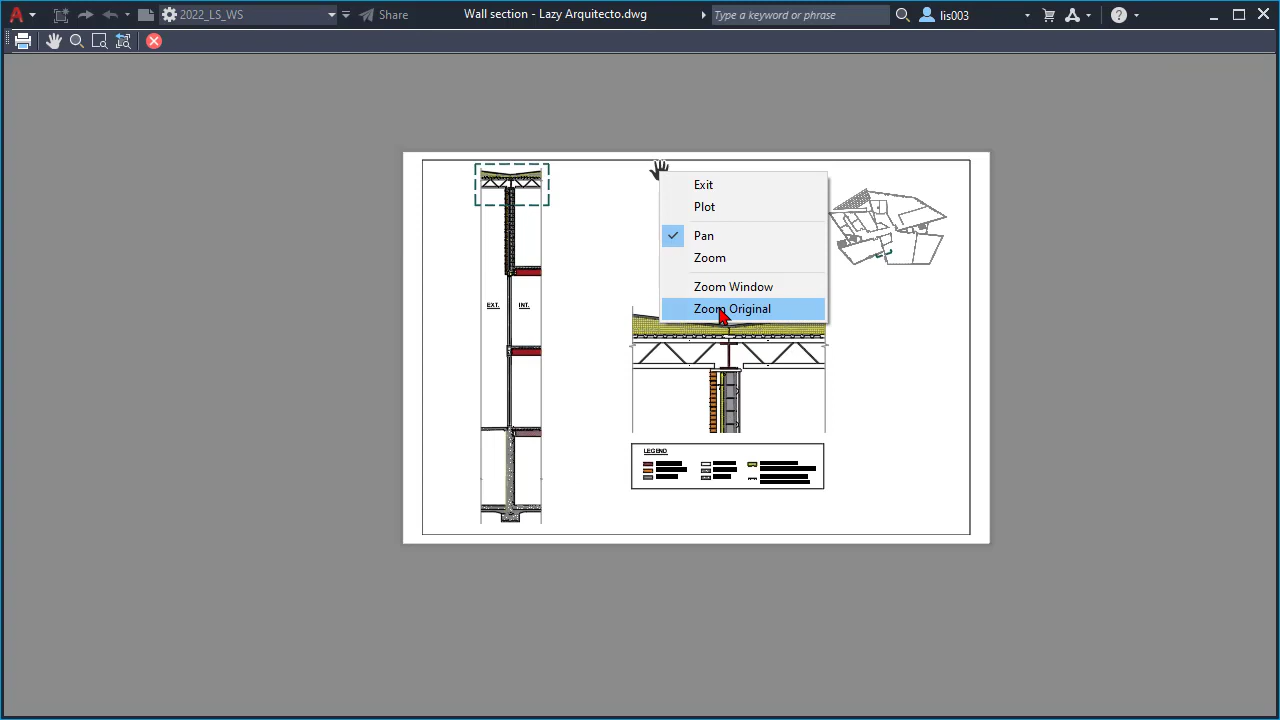 2022_LS_WS
Share
Wall section - Lazy Arquitecto.dwg
Type a keyword or phrase
lis003
?
Exit
Plot
Pan
Zoom
Zoom Window
Zoom Original
EXT.
INT.
LEGEND